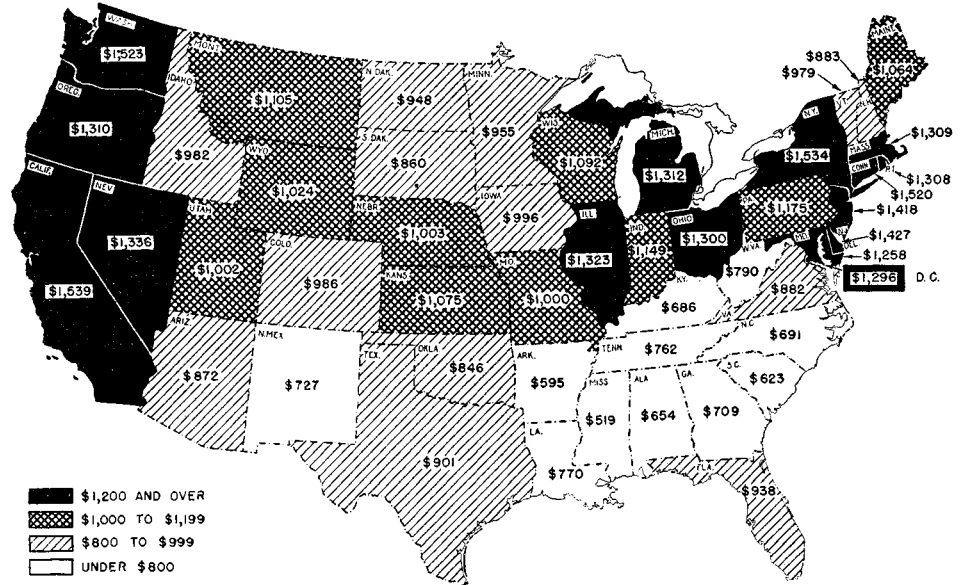 WASH.
$1,523
OREG.
$1,310
CALIF.
$1,539
NEV.
$1,336
IDAHO
$982
MONT.
$1,105
WYO.
$1,024
UTAH
$1,002
COLO.
$986
ARIZ.
$872
N.MEX.
$727
N.DAK.
$948
S.DAK.
$860
NEBR.
$1,003
KANS.
$1,075
OKLA.
$846
TEX.
$901
MINN.
$955
IOWA
$996
MO.
$1,000
ARK.
$595
LA.
$770
WIS.
$1,092
ILL.
$1,323
MICH.
$1,312
IND.
$1,149
OHIO
$1,300
KY.
$686
TENN.
$762
MISS.
$519
ALA.
$654
GA.
$709
FLA.
$938
S.C.
$623
N.C.
$691
VA.
$882
W.VA.
$790
PA.
$1,175
N.Y.
$1,534
MAINE
$1,064
$883
$979
VT.
N.H.
MASS.
$1,309
R.I.
$1,308
CONN.
$1,520
N.J.
$1,418
DEL.
$1,427
MD.
$1,258
$1,296 D.C.
$1,200 AND OVER
$1,000 TO $1,199
$800 TO $999
UNDER $800